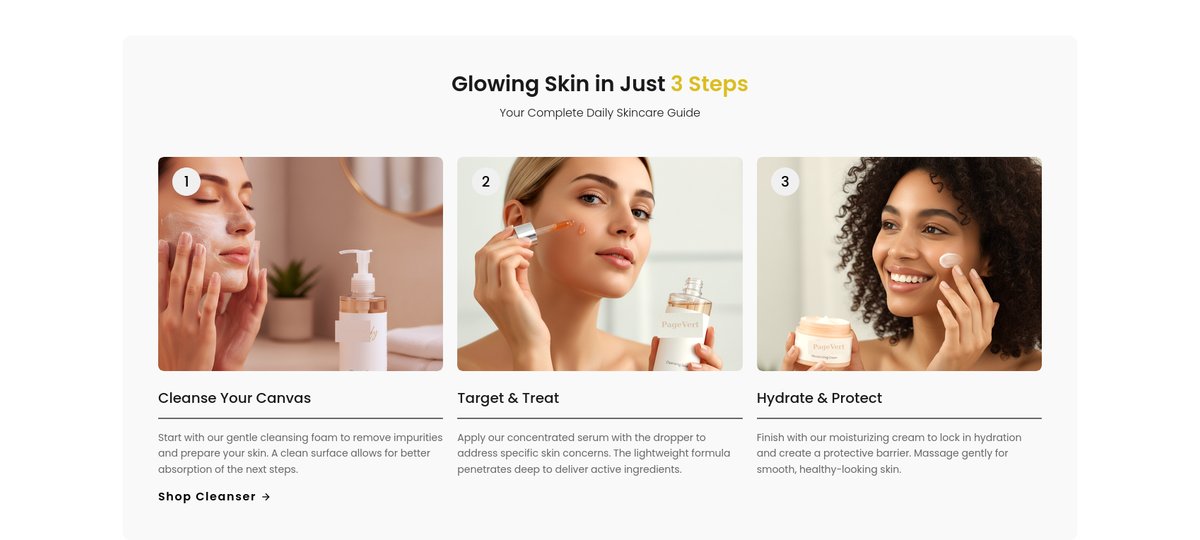 Glowing Skin in Just 3 Steps
Your Complete Daily Skincare Guide
1
2
3
PageVert
PageVert
Moisturizing Cream
Cleanse Your Canvas
Start with our gentle cleansing foam to remove impurities
and prepare your skin. A clean surface allows for better
absorption of the next steps.
Shop Cleanser →
Target & Treat
Apply our concentrated serum with the dropper to
address specific skin concerns. The lightweight formula
penetrates deep to deliver active ingredients.
Hydrate & Protect
Finish with our moisturizing cream to lock in hydration
and create a protective barrier. Massage gently for
smooth, healthy-looking skin.